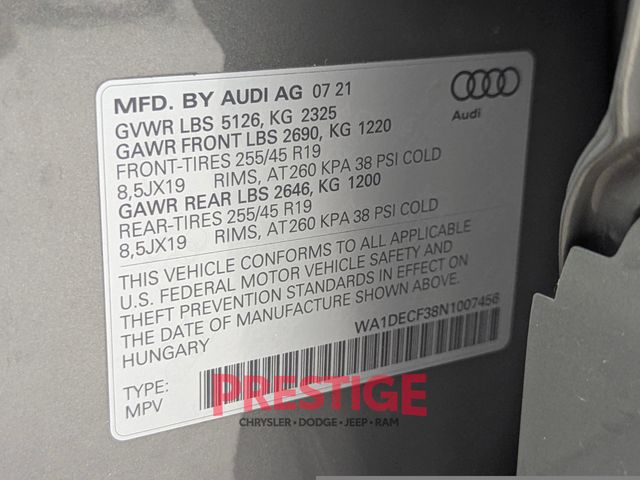 MFD. BY AUDI AG 07 21
GVWR LBS 5126, KG 2325
GAWR FRONT LBS 2690, KG 1220
FRONT-TIRES 255/45 R19
8,5JX19 RIMS, AT260 KPA 38 PSI COLD
GAWR REAR LBS 2646, KG 1200
REAR-TIRES 255/45 R19
8,5JX19 RIMS, AT260 KPA 38 PSI COLD
Audi
THIS VEHICLE CONFORMS TO ALL APPLICABLE
U.S. FEDERAL MOTOR VEHICLE SAFETY AND
THEFT PREVENTION STANDARDS IN EFFECT ON
THE DATE OF MANUFACTURE SHOWN ABOVE.
HUNGARY
WA1DECF38N1007456
TYPE:
MPV
PRESTIGE
CHRYSLER • DODGE • JEEP • RAM